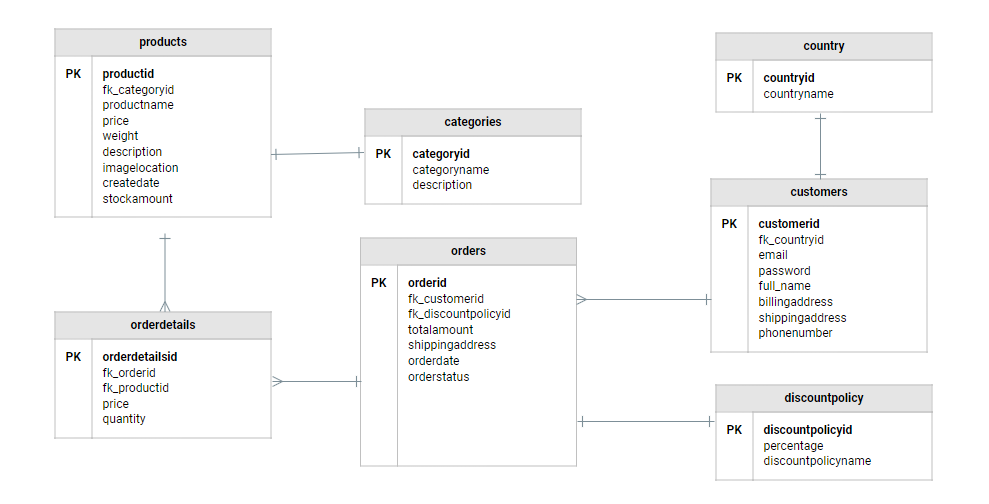 products
PK productid
fk_categoryid
productname
price
weight
description
imagelocation
createdate
stockamount
categories
PK categoryid
categoryname
description
country
PK countryid
countryname
customers
PK customerid
fk_countryid
email
password
full_name
billingaddress
shippingaddress
phonenumber
orders
PK orderid
fk_customerid
fk_discountpolicyid
totalamount
shippingaddress
orderdate
orderstatus
orderdetails
PK orderdetailsid
fk_orderid
fk_productid
price
quantity
discountpolicy
PK discountpolicyid
percentage
discountpolicyname